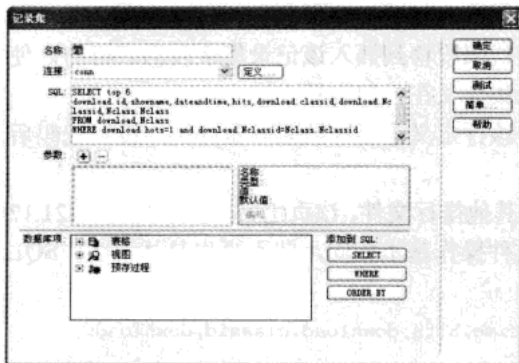 记录集
名称:
确定
连接: conn 定义...
取消
SQL: SELECT top 6
测试
download.id,showname,dateandtime,hits,download.classid,download.Nc
简单...
lassid,Nclass.Nclass
FROM download,Nclass
帮助
WHERE download.hots=1 and download.Nclassid=Nclass.Nclassid
参数:
名称:
类型:
值:
默认值:
编辑
数据库项:
表格
视图
预存过程
添加到 SQL:
SELECT
WHERE
ORDER BY